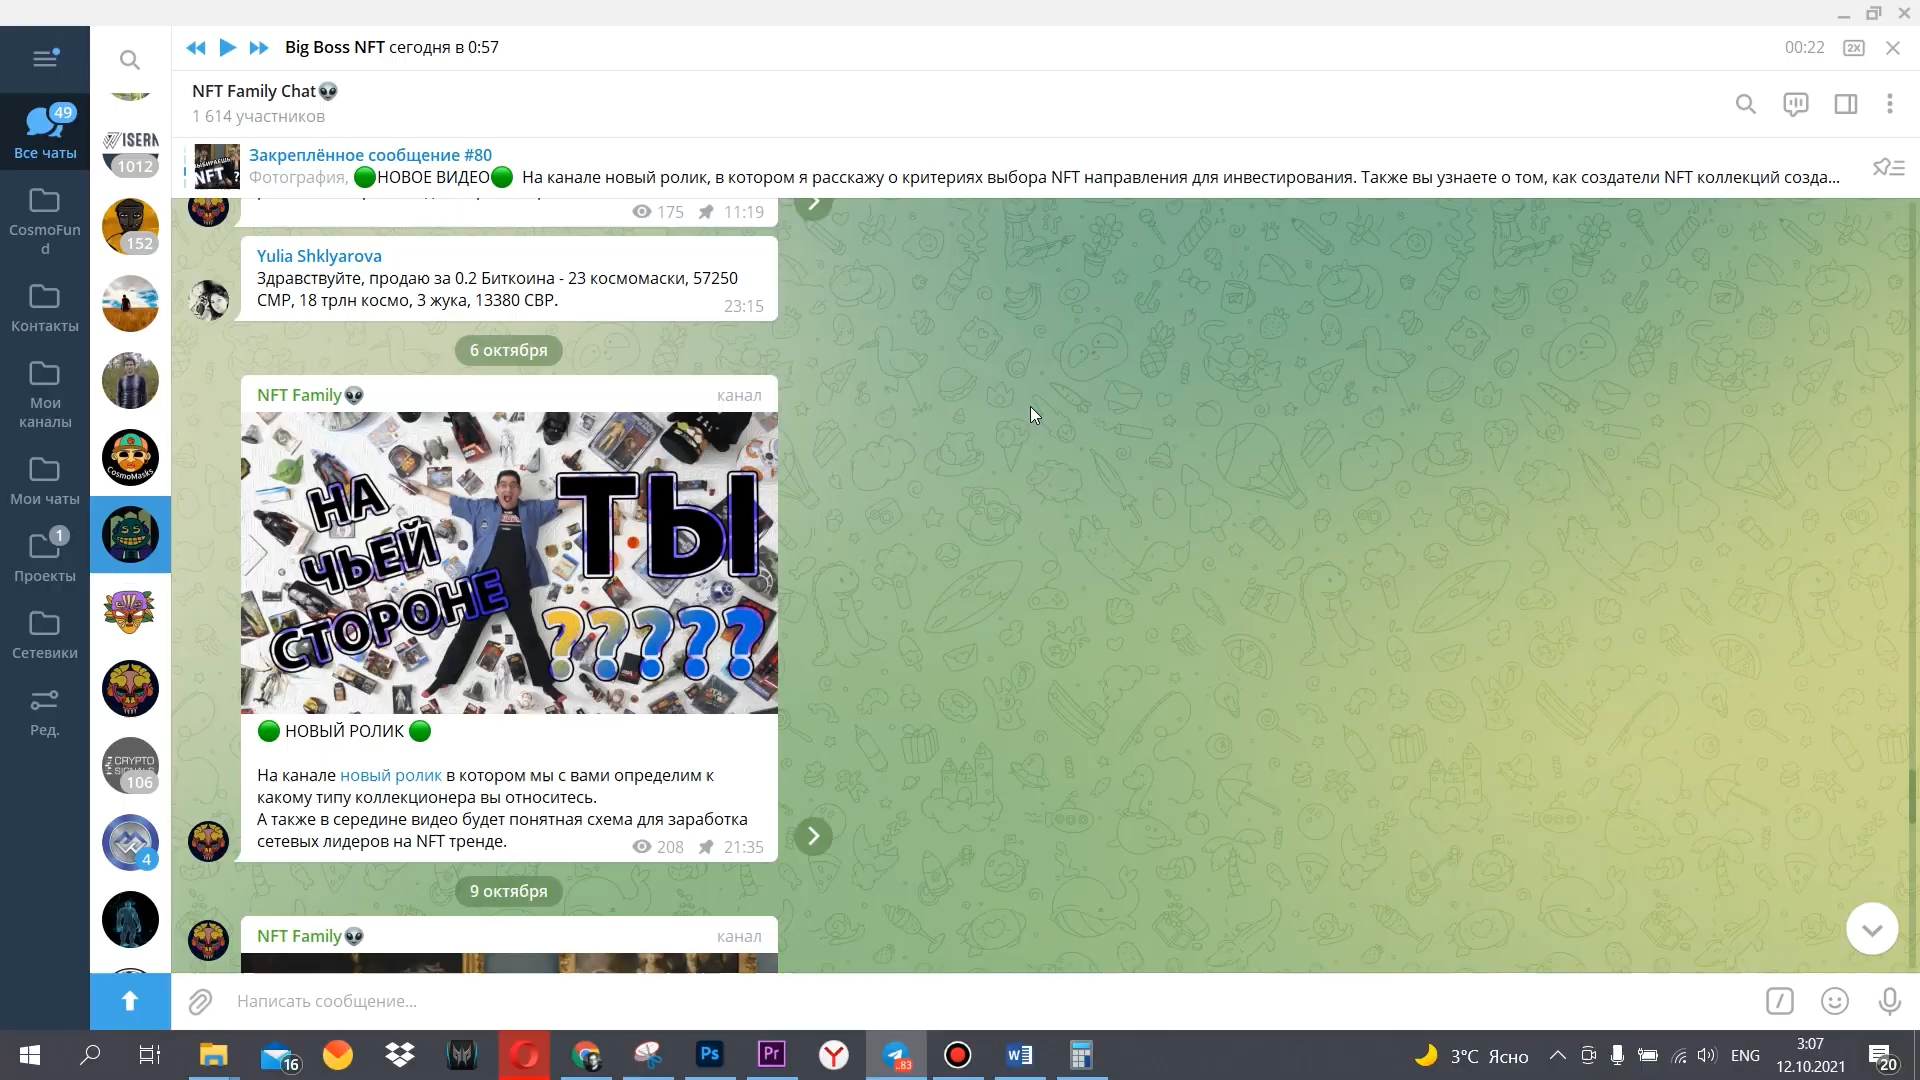 Big Boss NFT сегодня в 0:57
00:22
2X
NFT Family Chat👽
1 614 участников
Закреплённое сообщение #80
Фотография, 🟢НОВОЕ ВИДЕО🟢 На канале новый ролик, в котором я расскажу о критериях выбора NFT направления для инвестирования. Также вы узнаете о том, как создатели NFT коллекций созда...
49
Все чаты
CosmoFun
d
Контакты
Мои
каналы
Мои чаты
1
Проекты
Сетевики
Ред.
1012
152
CosmoMasks
CRYPTO
106
4
175 11:19
Yulia Shklyarova
Здравствуйте, продаю за 0.2 Биткоина - 23 космомаски, 57250
СМР, 18 трлн космо, 3 жука, 13380 СВР.
23:15
6 октября
NFT Family👽
канал
НА
ЧЬЕЙ
СТОРОНЕ
ТЫ
?????
🟢 НОВЫЙ РОЛИК 🟢
На канале новый ролик в котором мы с вами определим к
какому типу коллекционера вы относитесь.
А также в середине видео будет понятная схема для заработка
сетевых лидеров на NFT тренде.
208 21:35
9 октября
NFT Family👽
канал
Написать сообщение...
16
Ps
Pr
..83
3°C Ясно
ENG
3:07
12.10.2021
20